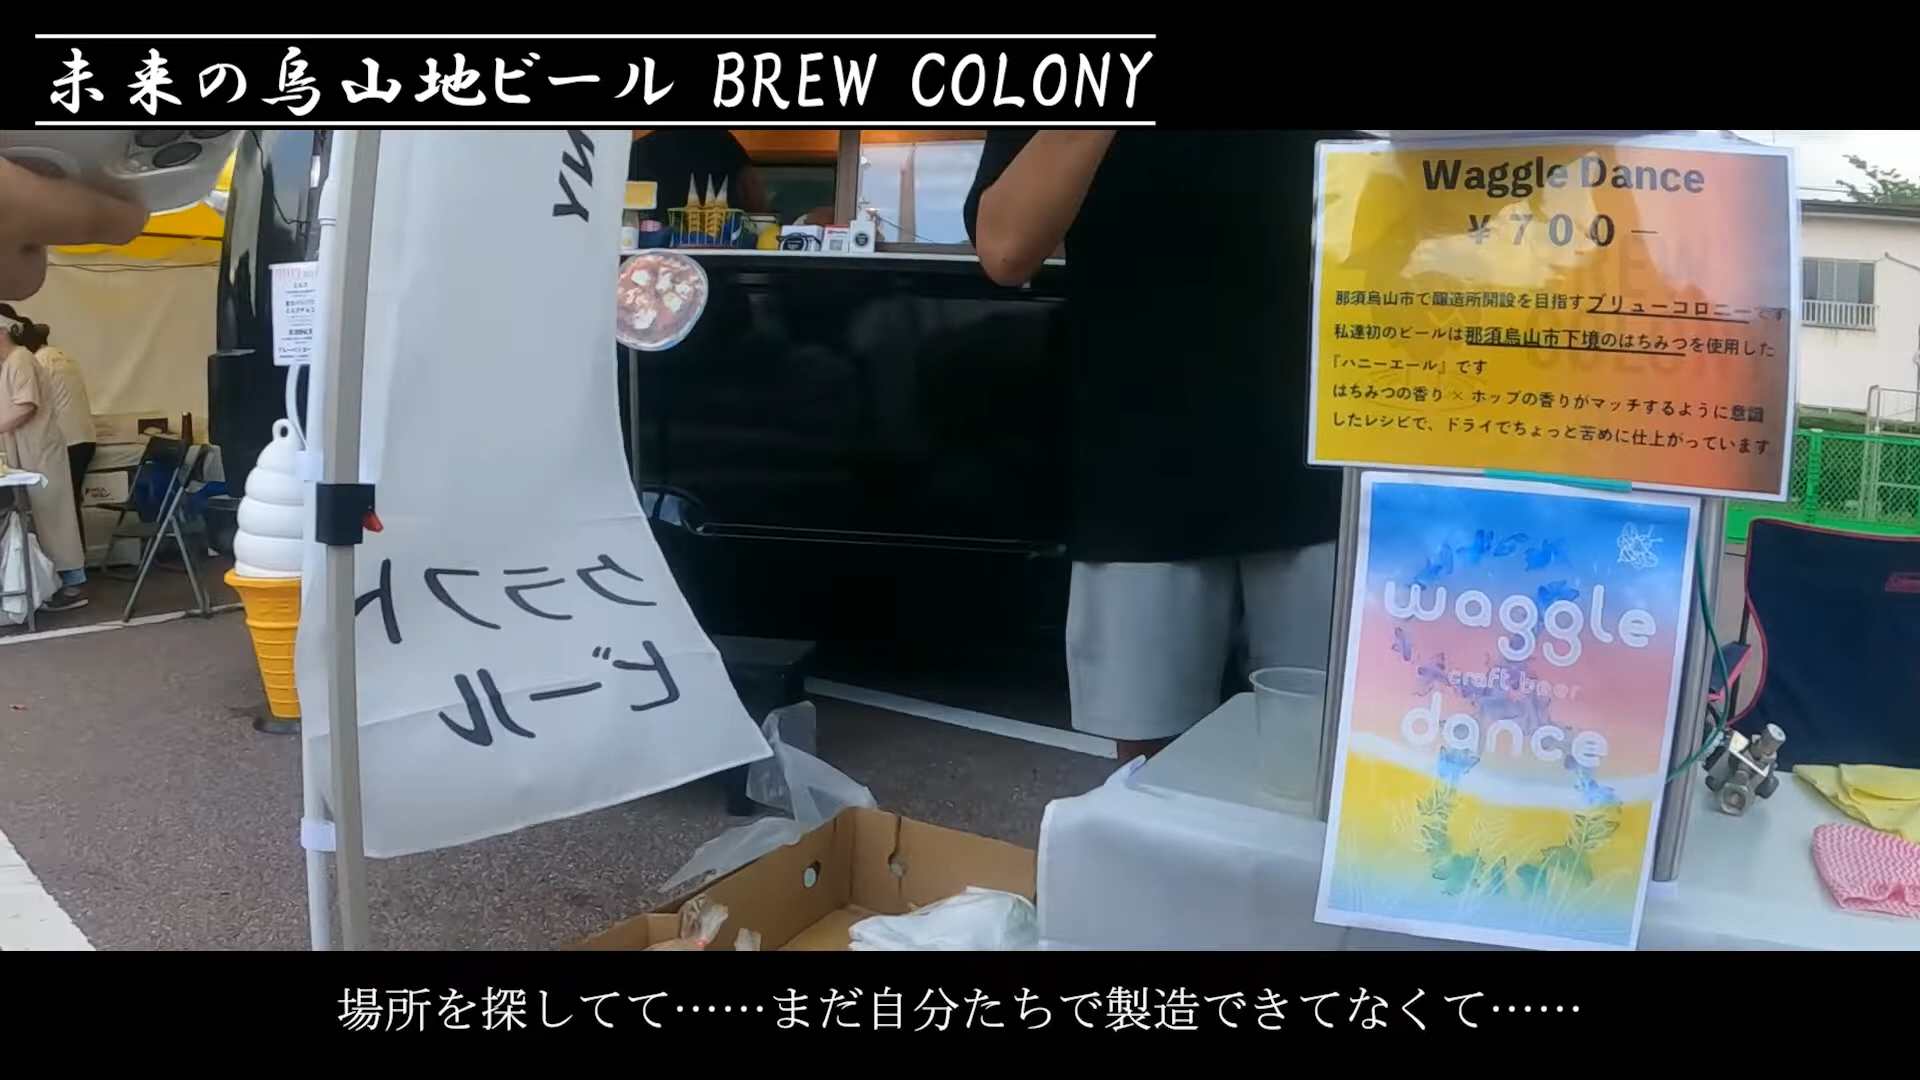 未来の烏山地ビール BREW COLONY
NY
クラフト
ビール
Waggle Dance
￥７００－
那須烏山市で醸造所開設を目指すブリューコロニーです
私達初のビールは那須烏山市下境のはちみつを使用した
『ハニーエール』です
はちみつの香り × ホップの香りがマッチするように意識
したレシピで、ドライでちょっと苦めに仕上がっています
waggle
craft beer
dance
場所を探してて……まだ自分たちで製造できてなくて……